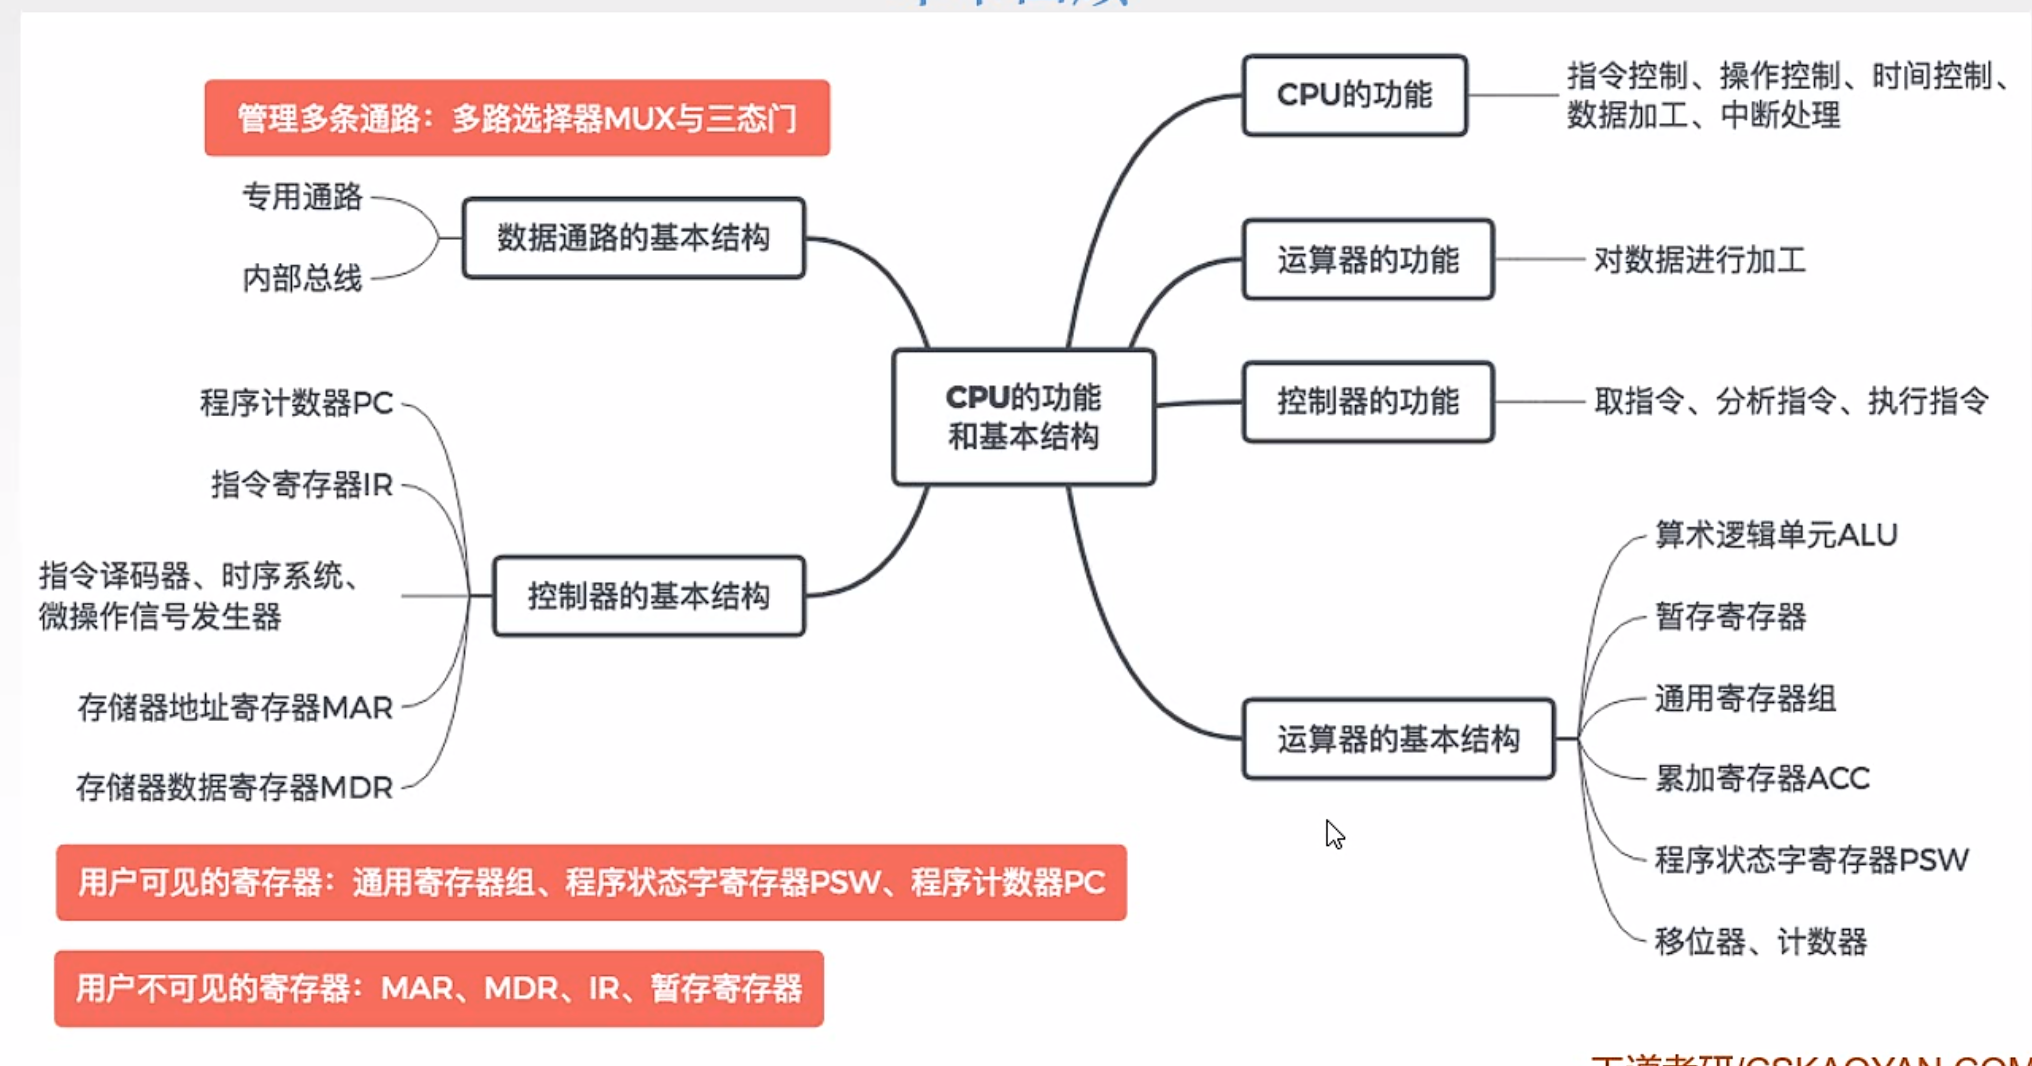 管理多条通路：多路选择器MUX与三态门
专用通路
内部总线
数据通路的基本结构
程序计数器PC
指令寄存器IR
指令译码器、时序系统、
微操作信号发生器
存储器地址寄存器MAR
存储器数据寄存器MDR
控制器的基本结构
CPU的功能
和基本结构
CPU的功能
指令控制、操作控制、时间控制、
数据加工、中断处理
运算器的功能
对数据进行加工
控制器的功能
取指令、分析指令、执行指令
运算器的基本结构
算术逻辑单元ALU
暂存寄存器
通用寄存器组
累加寄存器ACC
程序状态字寄存器PSW
移位器、计数器
用户可见的寄存器：通用寄存器组、程序状态字寄存器PSW、程序计数器PC
用户不可见的寄存器：MAR、MDR、IR、暂存寄存器
王道考研/CSKAOYAN.COM